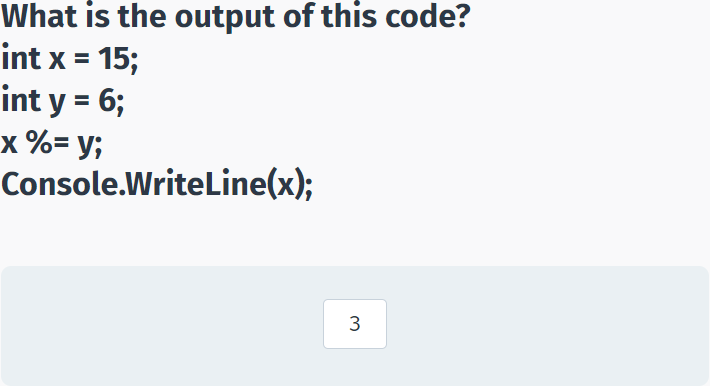 What is the output of this code?
int x = 15;
int y = 6;
x %= y;
Console.WriteLine(x);
3